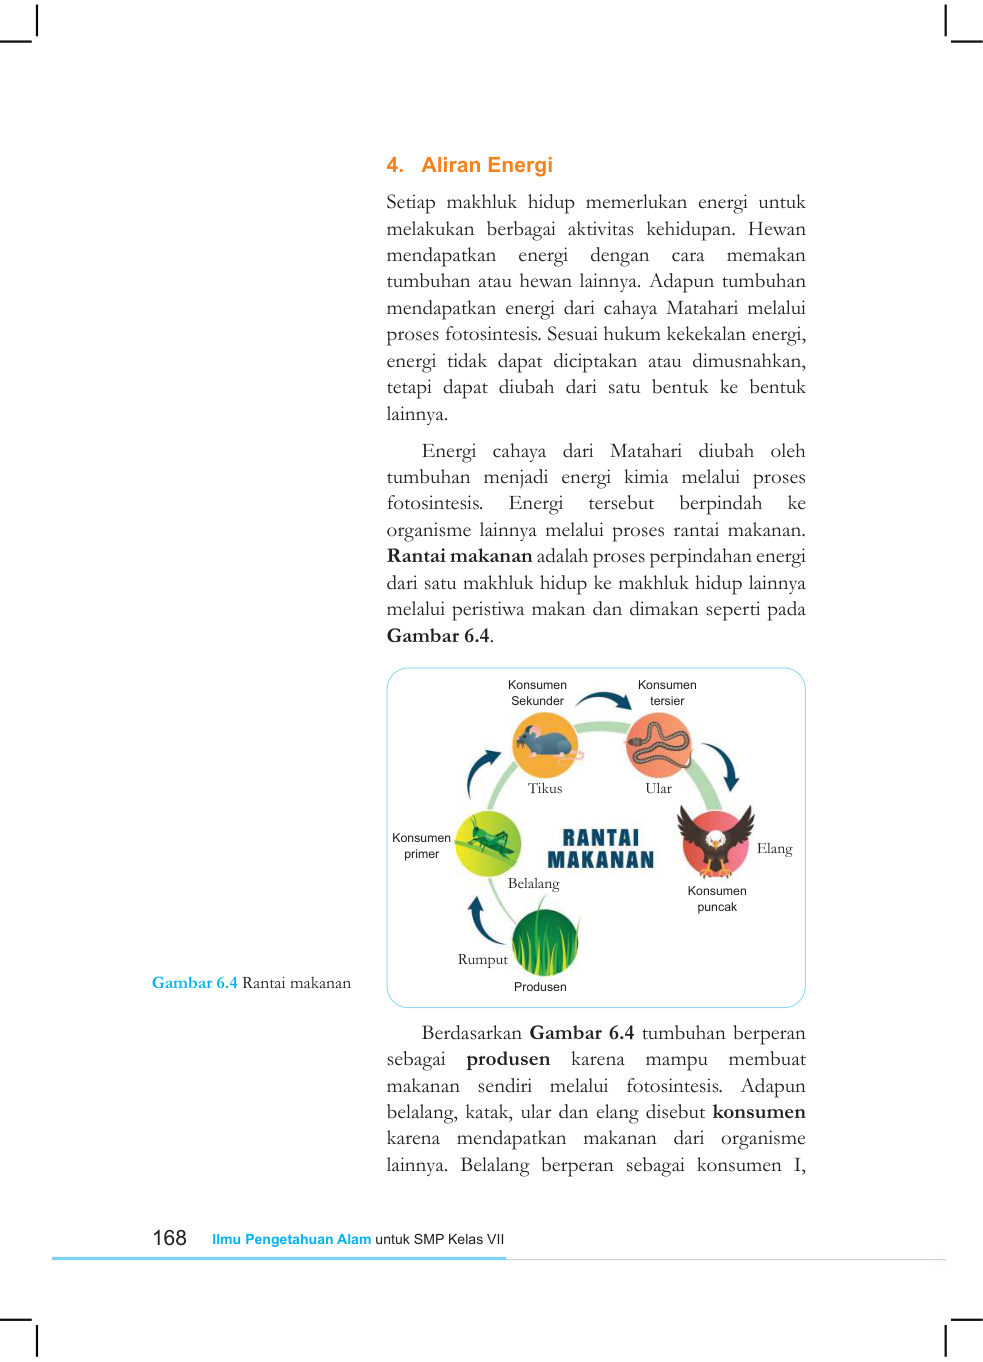 4. Aliran Energi
Setiap makhluk hidup memerlukan energi untuk
melakukan berbagai aktivitas kehidupan. Hewan
mendapatkan energi dengan cara memakan
tumbuhan atau hewan lainnya. Adapun tumbuhan
mendapatkan energi dari cahaya Matahari melalui
proses fotosintesis. Sesuai hukum kekekalan energi,
energi tidak dapat diciptakan atau dimusnahkan,
tetapi dapat diubah dari satu bentuk ke bentuk
lainnya.
Energi cahaya dari Matahari diubah oleh
tumbuhan menjadi energi kimia melalui proses
fotosintesis. Energi tersebut berpindah ke
organisme lainnya melalui proses rantai makanan.
Rantai makanan adalah proses perpindahan energi
dari satu makhluk hidup ke makhluk hidup lainnya
melalui peristiwa makan dan dimakan seperti pada
Gambar 6.4.
Konsumen
Sekunder
Konsumen
tersier
Tikus
Ular
Konsumen
primer
RANTAI
MAKANAN
Elang
Belalang
Konsumen
puncak
Rumput
Produsen
Gambar 6.4 Rantai makanan
Berdasarkan Gambar 6.4 tumbuhan berperan
sebagai produsen karena mampu membuat
makanan sendiri melalui fotosintesis. Adapun
belalang, katak, ular dan elang disebut konsumen
karena mendapatkan makanan dari organisme
lainnya. Belalang berperan sebagai konsumen I,
168 Ilmu Pengetahuan Alam untuk SMP Kelas VII